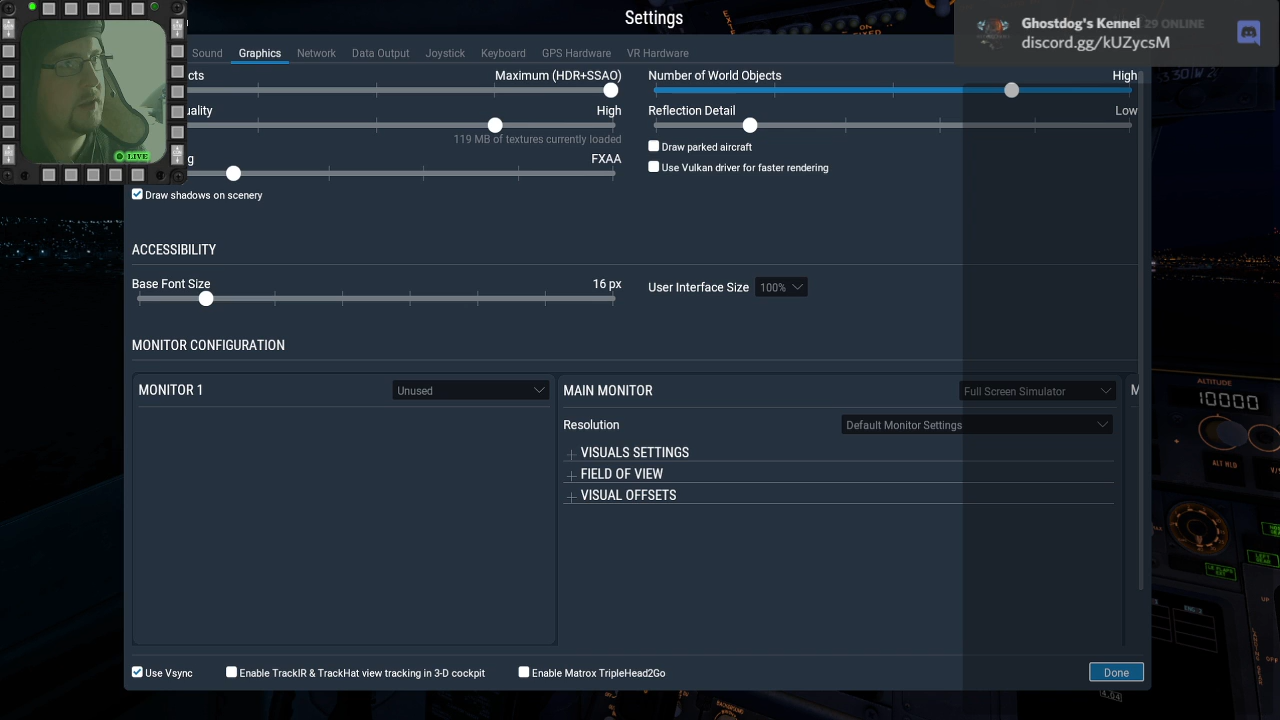 Settings
Ghostdog's Kennel 29 ONLINE
discord.gg/kUZycsM
Sound Graphics Network Data Output Joystick Keyboard GPS Hardware VR Hardware
cts Maximum (HDR+SSAO)
Number of World Objects High
ality High
Reflection Detail Low
119 MB of textures currently loaded
Draw parked aircraft
g FXAA
Use Vulkan driver for faster rendering
Draw shadows on scenery
LIVE
ACCESSIBILITY
Base Font Size 16 px
User Interface Size 100%
MONITOR CONFIGURATION
MONITOR 1 Unused
MAIN MONITOR Full Screen Simulator
M
Resolution Default Monitor Settings
VISUALS SETTINGS
FIELD OF VIEW
VISUAL OFFSETS
ALTITUDE
10000
ALT HLD V/
Use Vsync
Enable TrackIR & TrackHat view tracking in 3-D cockpit
Enable Matrox TripleHead2Go
Done